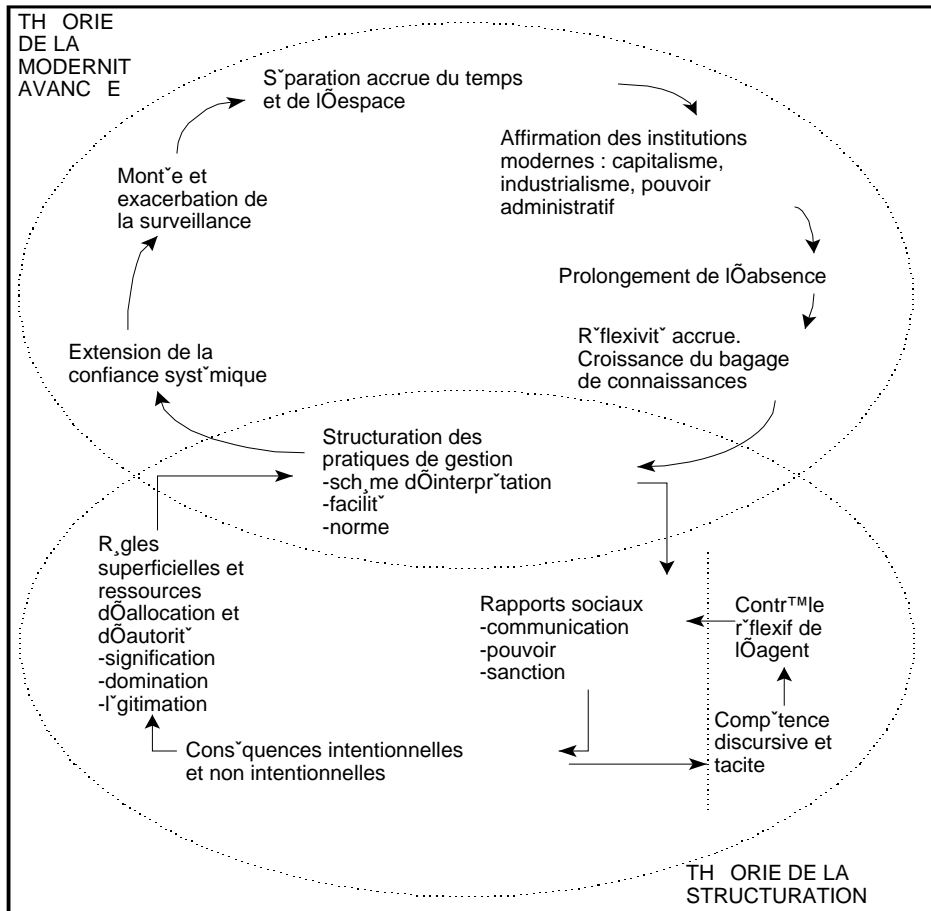 TH ORIE
DE LA
MODERNIT
AVANC E
Sˇparation accrue du temps
et de lÕespace
Affirmation des institutions
modernes : capitalisme,
industrialisme, pouvoir
administratif
Montˇe et
exacerbation de
la surveillance
Prolongement de lÕabsence
Rˇflexivitˇ accrue.
Croissance du bagage
de connaissances
Extension de la
confiance systˇmique
Structuration des
pratiques de gestion
-sch¸me dÕinterprˇtation
-facilitˇ
-norme
R¸gles
superficielles et
ressources
dÕallocation et
dÕautoritˇ
-signification
-domination
-lˇgitimation
Rapports sociaux
-communication
-pouvoir
-sanction
Contr™le
rˇflexif de
lÕagent
Compˇtence
discursive et
tacite
Consˇquences intentionnelles
et non intentionnelles
TH ORIE DE LA
STRUCTURATION